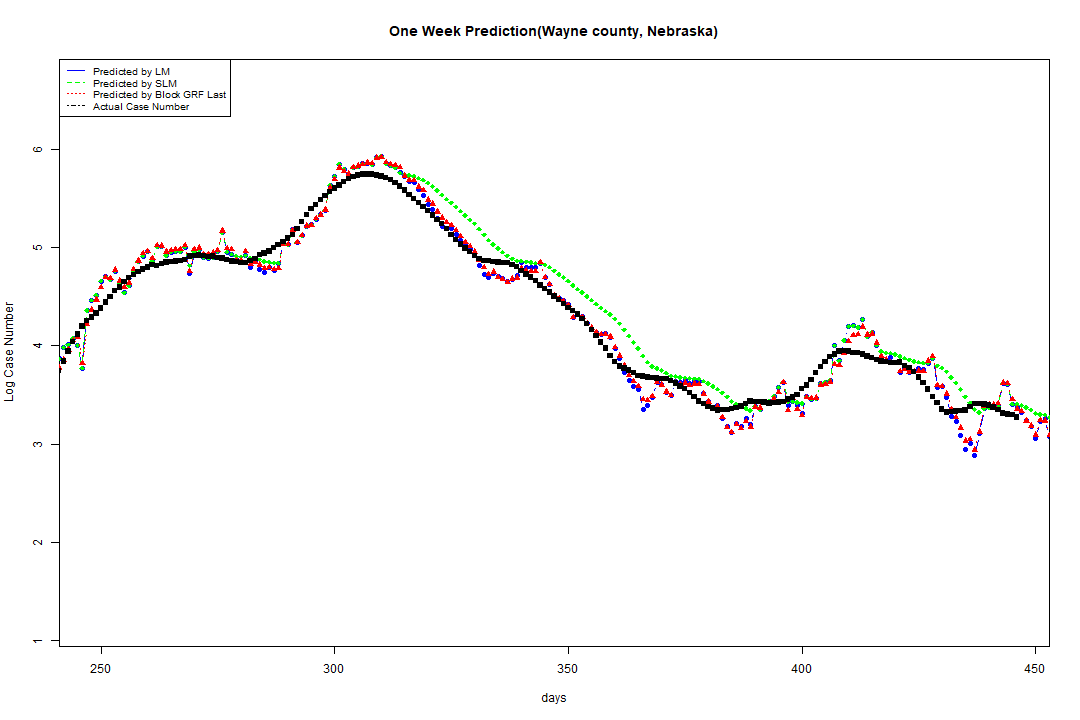 One Week Prediction(Wayne county, Nebraska)
Predicted by LM
Predicted by SLM
Predicted by Block GRF Last
Actual Case Number
6
5
4
3
2
1
Log Case Number
250 300 350 400 450
days